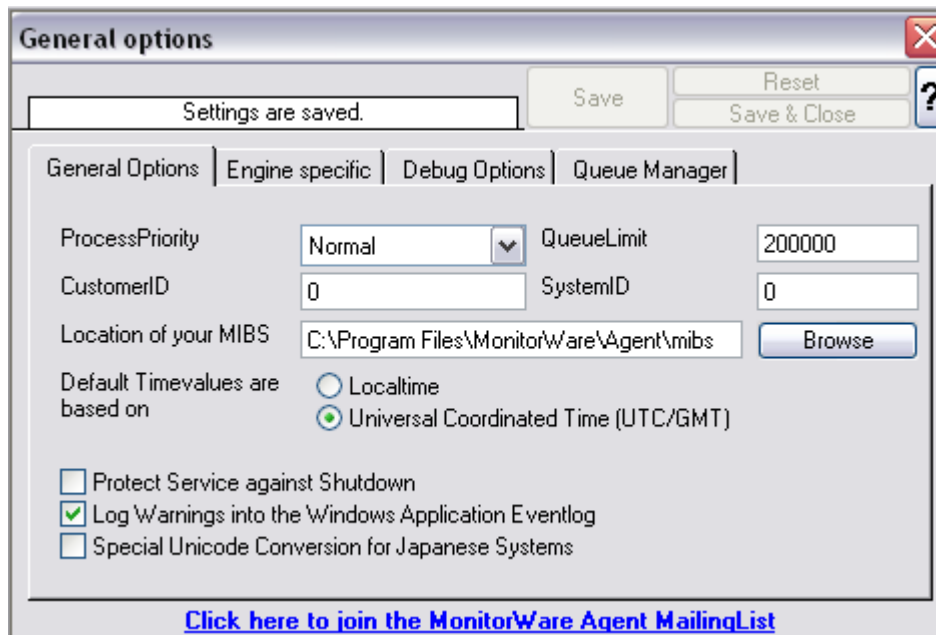 General options
Settings are saved.
Save
Reset
Save & Close
?
General Options
Engine specific
Debug Options
Queue Manager
ProcessPriority
Normal
QueueLimit
200000
CustomerID
0
SystemID
0
Location of your MIBS
C:\Program Files\MonitorWare\Agent\mibs
Browse
Default Timevalues are
based on
Localtime
Universal Coordinated Time (UTC/GMT)
Protect Service against Shutdown
Log Warnings into the Windows Application Eventlog
Special Unicode Conversion for Japanese Systems
Click here to join the MonitorWare Agent MailingList